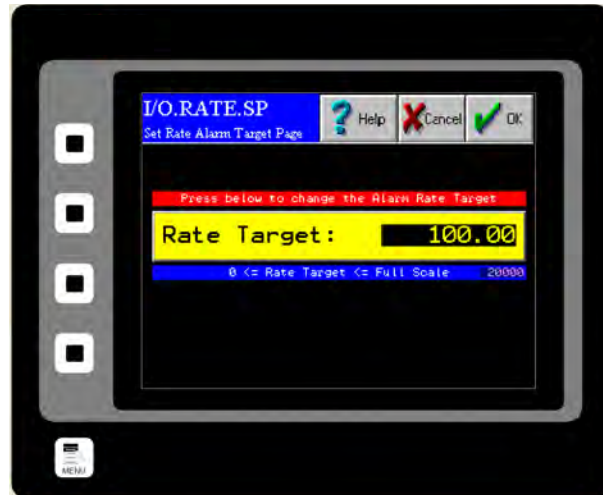 I/O.RATE.SP
Set Rate Alarm Target Page
Help
Cancel
OK
Press below to change the Alarm Rate Target
Rate Target: 100.00
0 <= Rate Target <= Full Scale 20000
MENU